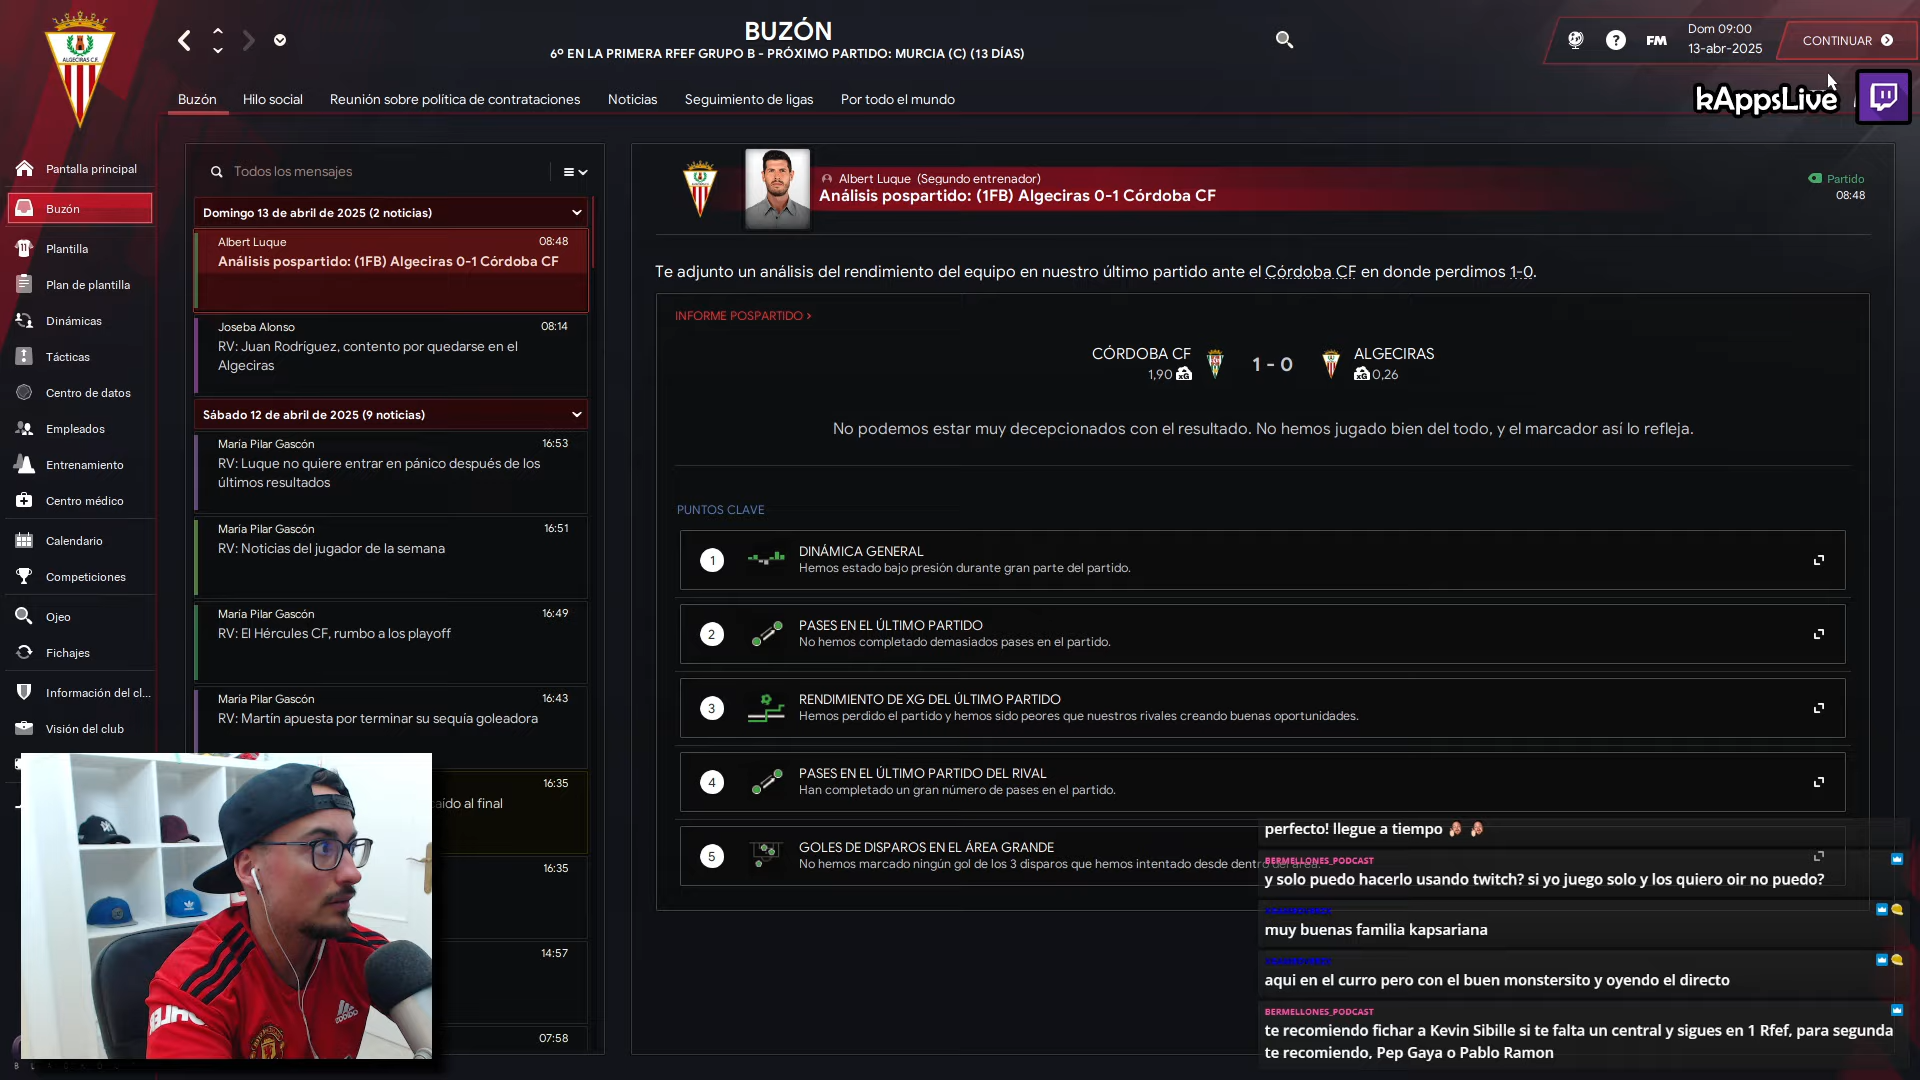 ALGECIRAS C.F.
BUZÓN
6º EN LA PRIMERA RFEF GRUPO B - PRÓXIMO PARTIDO: MURCIA (C) (13 DÍAS)
FM
Dom 09:00
13-abr-2025
CONTINUAR
kAppsLive
Buzón
Hilo social
Reunión sobre política de contrataciones
Noticias
Seguimiento de ligas
Por todo el mundo
Pantalla principal
Buzón
Plantilla
Plan de plantilla
Dinámicas
Tácticas
Centro de datos
Empleados
Entrenamiento
Centro médico
Calendario
Competiciones
Ojeo
Fichajes
Información del cl...
Visión del club
Todos los mensajes
Domingo 13 de abril de 2025 (2 noticias)
Albert Luque 08:48
Análisis pospartido: (1FB) Algeciras 0-1 Córdoba CF
Joseba Alonso 08:14
RV: Juan Rodríguez, contento por quedarse en el
Algeciras
Sábado 12 de abril de 2025 (9 noticias)
María Pilar Gascón 16:53
RV: Luque no quiere entrar en pánico después de los
últimos resultados
María Pilar Gascón 16:51
RV: Noticias del jugador de la semana
María Pilar Gascón 16:49
RV: El Hércules CF, rumbo a los playoff
María Pilar Gascón 16:43
RV: Martín apuesta por terminar su sequía goleadora
16:35
aído al final
16:35
14:57
07:58
Albert Luque (Segundo entrenador)
Análisis pospartido: (1FB) Algeciras 0-1 Córdoba CF
Partido
08:48
Te adjunto un análisis del rendimiento del equipo en nuestro último partido ante el Córdoba CF en donde perdimos 1-0.
INFORME POSPARTIDO >
CÓRDOBA CF 1 - 0 ALGECIRAS
1,90 xG xG 0,26
No podemos estar muy decepcionados con el resultado. No hemos jugado bien del todo, y el marcador así lo refleja.
PUNTOS CLAVE
1 DINÁMICA GENERAL
Hemos estado bajo presión durante gran parte del partido.
2 PASES EN EL ÚLTIMO PARTIDO
No hemos completado demasiados pases en el partido.
3 RENDIMIENTO DE XG DEL ÚLTIMO PARTIDO
Hemos perdido el partido y hemos sido peores que nuestros rivales creando buenas oportunidades.
4 PASES EN EL ÚLTIMO PARTIDO DEL RIVAL
Han completado un gran número de pases en el partido.
5 GOLES DE DISPAROS EN EL ÁREA GRANDE
No hemos marcado ningún gol de los 3 disparos que hemos intentado desde dentro del área.
perfecto! llegue a tiempo
BERMELLONES_PODCAST
y solo puedo hacerlo usando twitch? si yo juego solo y los quiero oir no puedo?
muy buenas familia kapsariana
aqui en el curro pero con el buen monstersito y oyendo el directo
BERMELLONES_PODCAST
te recomiendo fichar a Kevin Sibille si te falta un central y sigues en 1 Rfef, para segunda
te recomiendo, Pep Gaya o Pablo Ramon